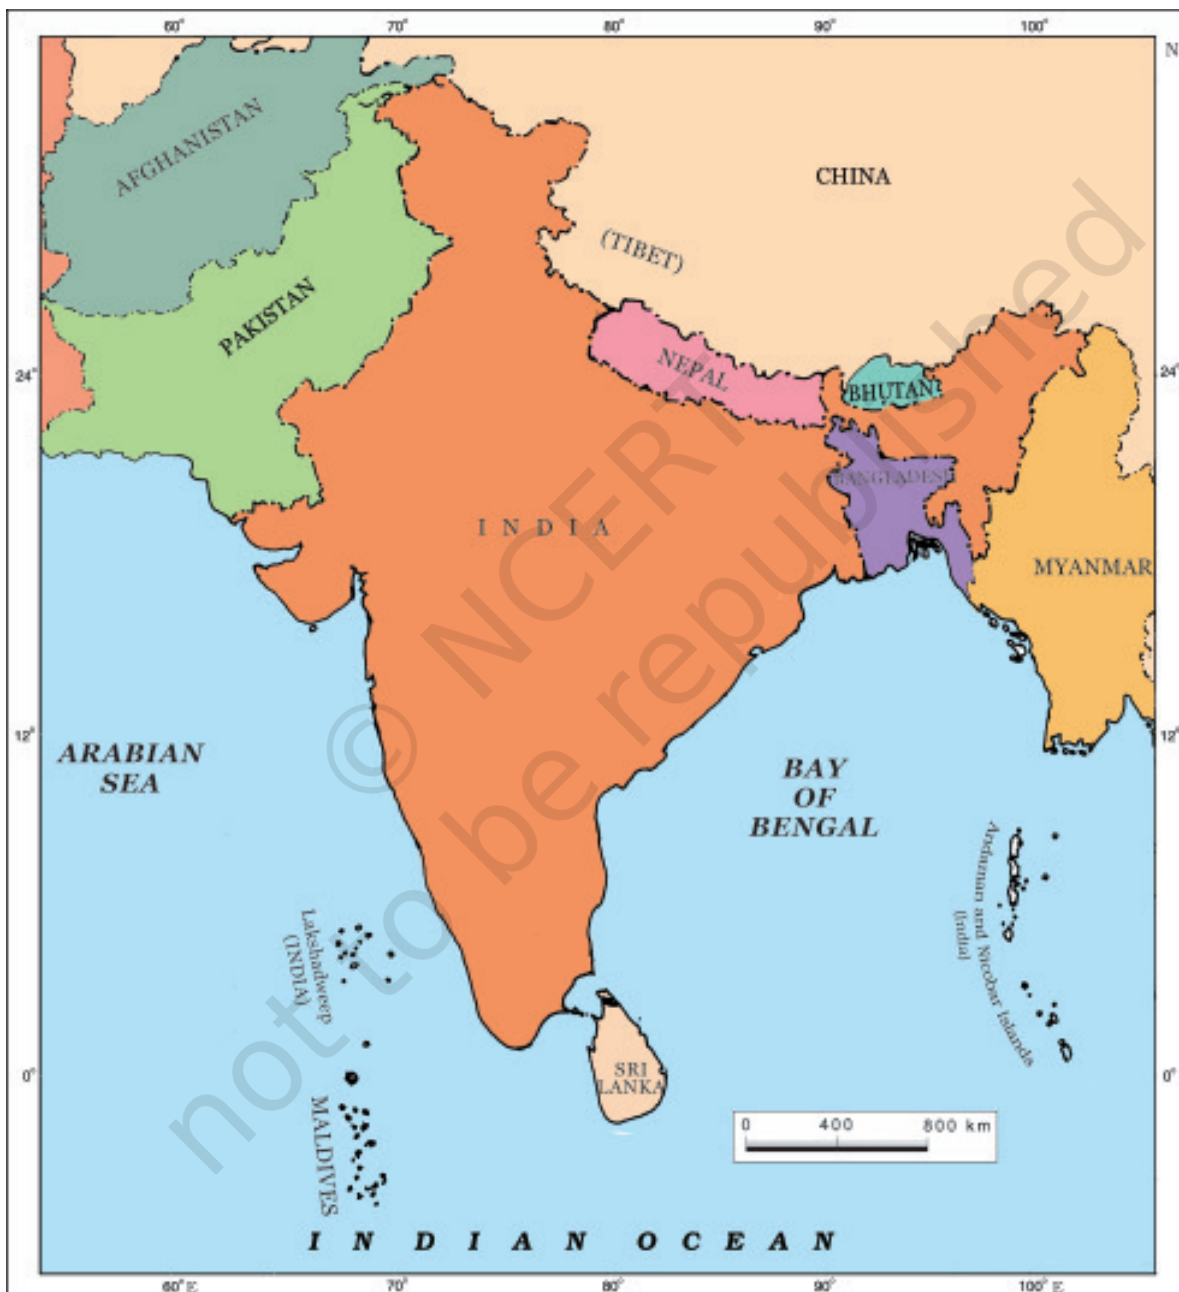 60° 70° 80° 90° 100°
N
AFGHANISTAN
CHINA
(TIBET)
PAKISTAN
NEPAL
24° 24°
BHUTAN
BANGLADESH
INDIA
MYANMAR
© NCERT
not to be republished
12° 12°
ARABIAN
SEA
BAY
OF
BENGAL
Andaman and Nicobar Islands
(India)
Lakshadweep
(INDIA)
SRI
LANKA
0° 0°
MALDIVES
0 400 800 km
INDIAN OCEAN
60° E 70° 80° 90° 100° E